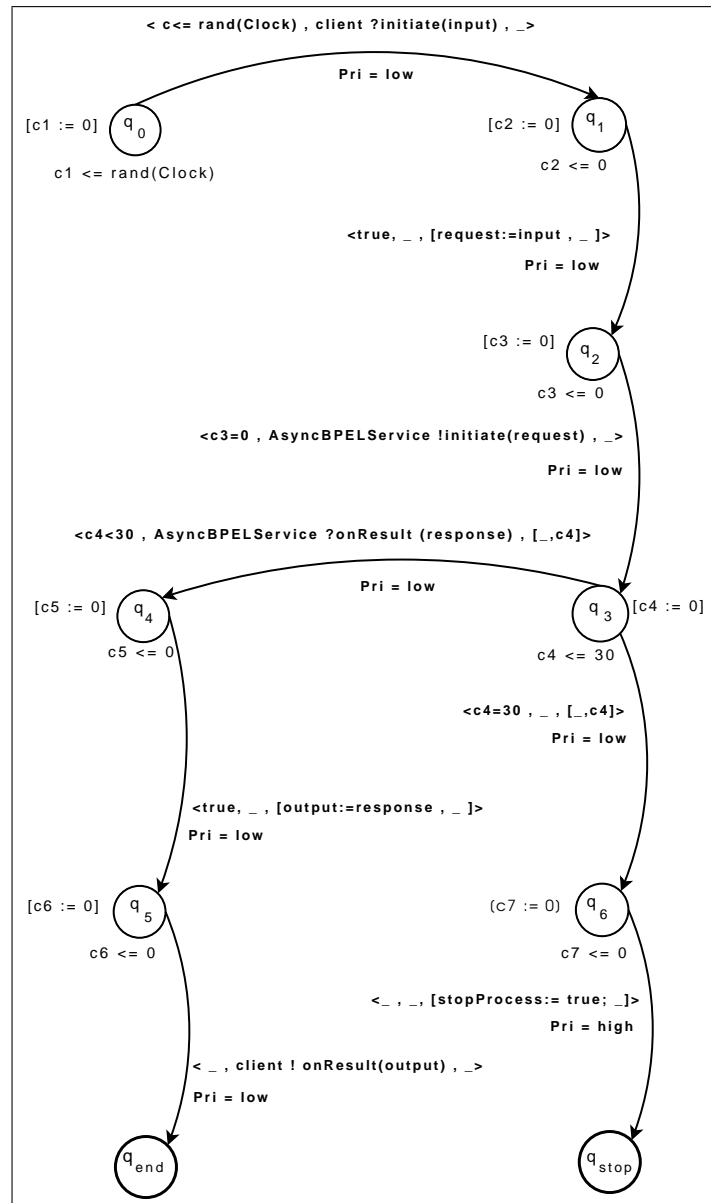 < c<= rand(Clock) , client ?initiate(input) , _>
Pri = low
[c1 := 0] q0
c1 <= rand(Clock)
[c2 := 0] q1
c2 <= 0
<true, _ , [request:=input , _ ]>
Pri = low
[c3 := 0] q2
c3 <= 0
<c3=0 , AsyncBPELService !initiate(request) , _>
Pri = low
<c4<30 , AsyncBPELService ?onResult (response) , [_,c4]>
Pri = low
[c5 := 0] q4
c5 <= 0
q3 [c4 := 0]
c4 <= 30
<c4=30 , _ , [_,c4]>
Pri = low
<true, _ , [output:=response , _ ]>
Pri = low
[c6 := 0] q5
c6 <= 0
[c7 := 0] q6
c7 <= 0
<_ , _, [stopProcess:= true; _]>
Pri = high
< _ , client ! onResult(output) , _>
Pri = low
qend
qstop